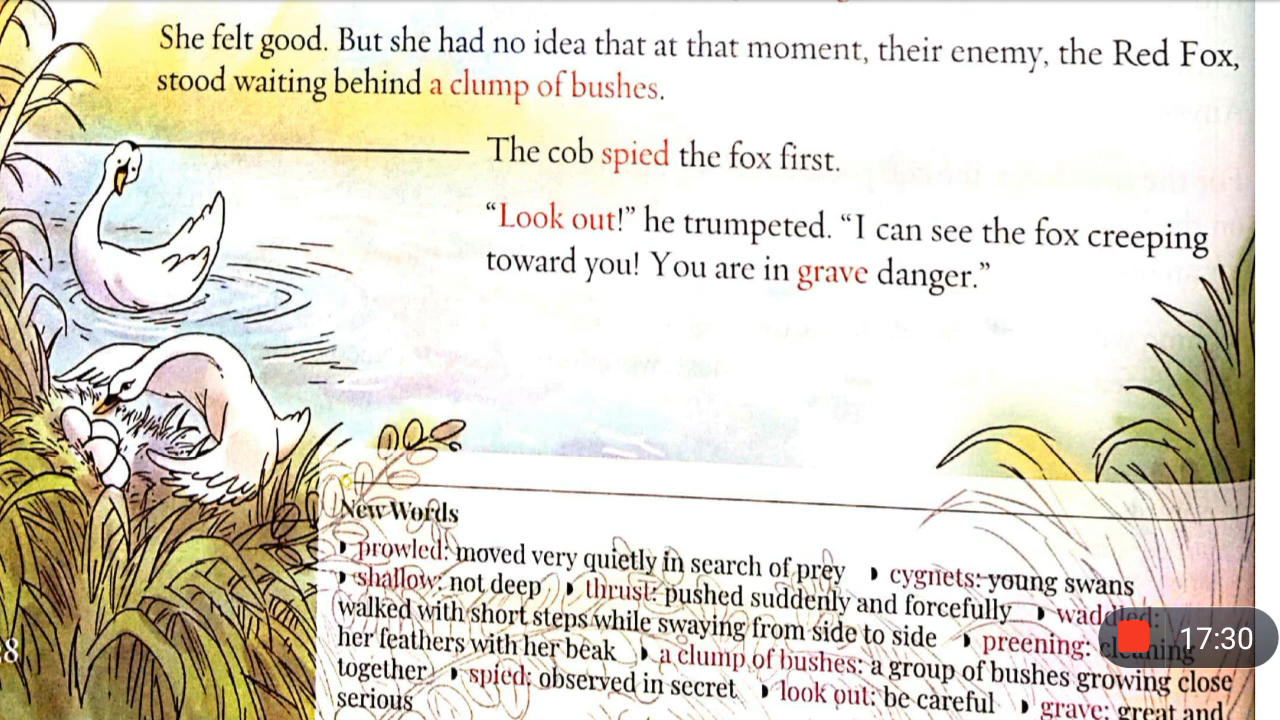 She felt good. But she had no idea that at that moment, their enemy, the Red Fox,
stood waiting behind a clump of bushes.
The cob spied the fox first.
“Look out!” he trumpeted. “I can see the fox creeping
toward you! You are in grave danger.”
New Words
prowled: moved very quietly in search of prey cygnets: young swans
shallow: not deep thrust: pushed suddenly and forcefully waddled:
walked with short steps while swaying from side to side preening: cleaning
her feathers with her beak a clump of bushes: a group of bushes growing close
together spied: observed in secret look out: be careful grave: great and
serious
8
17:30